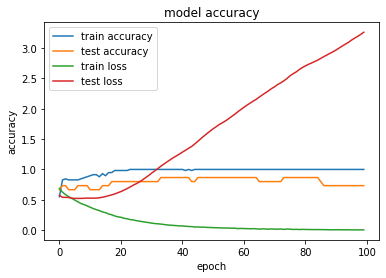 model accuracy
train accuracy
test accuracy
train loss
test loss
accuracy
3.0
2.5
2.0
1.5
1.0
0.5
0.0
0
20
40
60
80
100
epoch